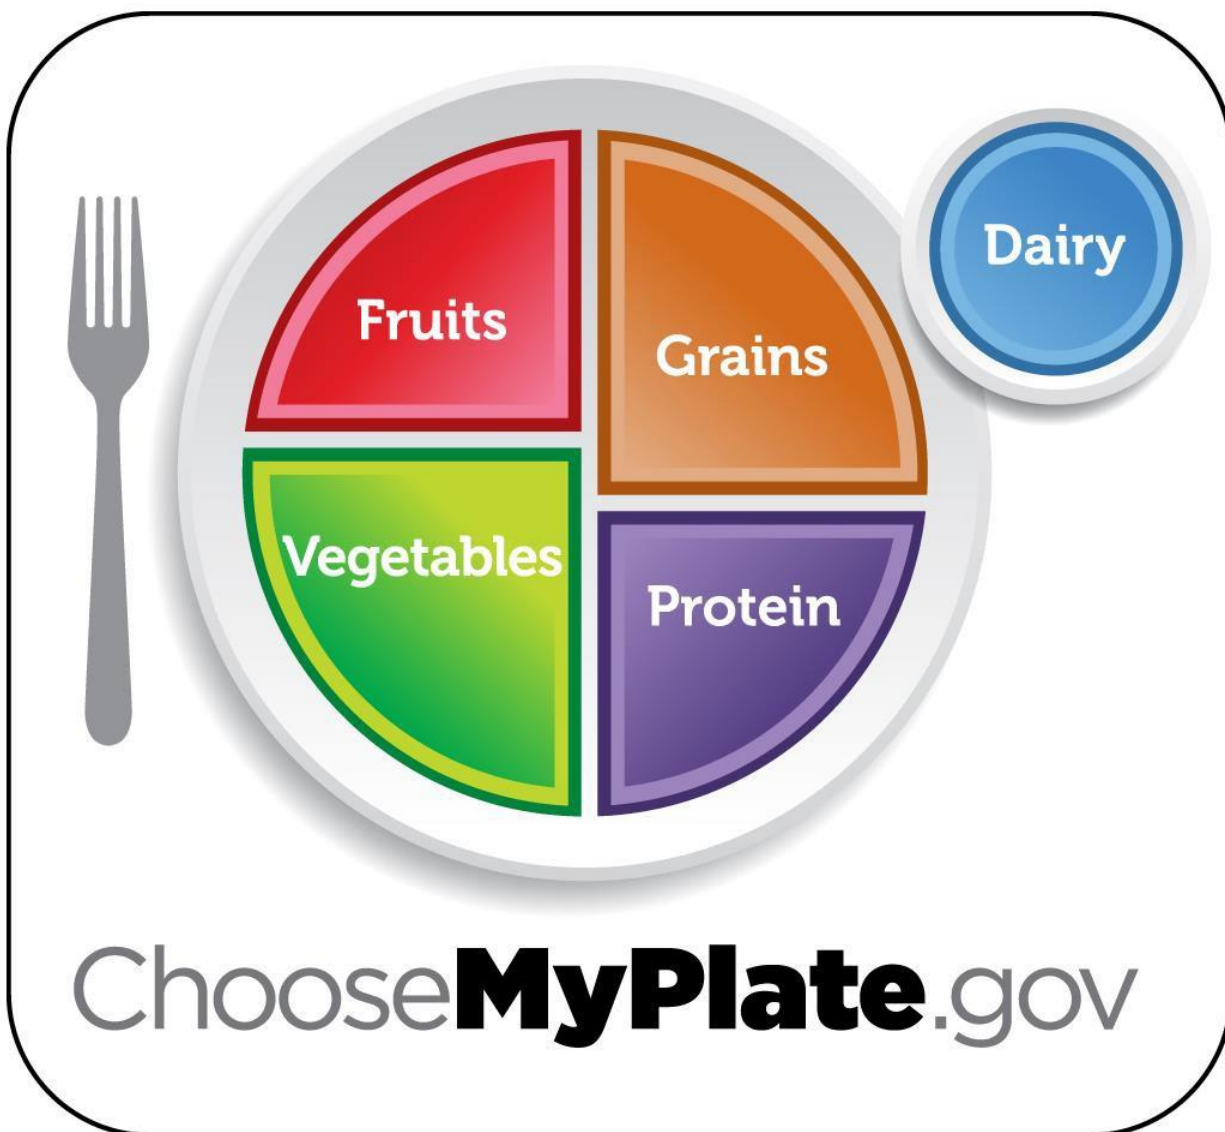 Fruits
Grains
Dairy
Vegetables
Protein
ChooseMyPlate.gov